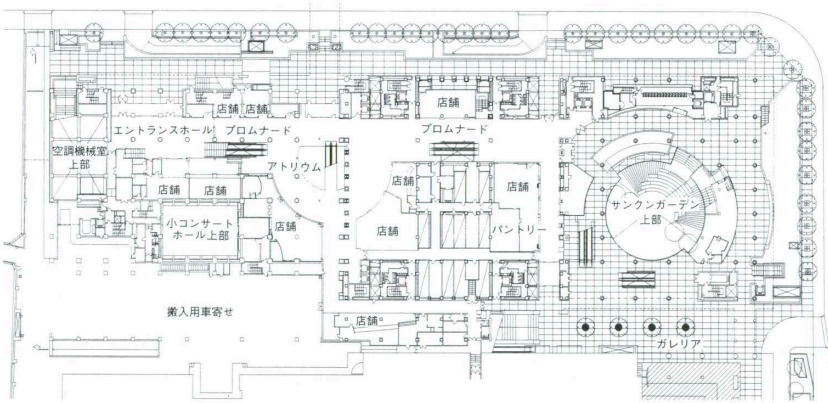 店舗 店舗
店舗
エントランスホール プロムナード
プロムナード
空調機械室
上部
アトリウム
店舗 店舗
店舗
店舗
サンクンガーデン
上部
小コンサート
ホール上部
店舗
店舗
パントリー
搬入用車寄せ
店舗
ガレリア